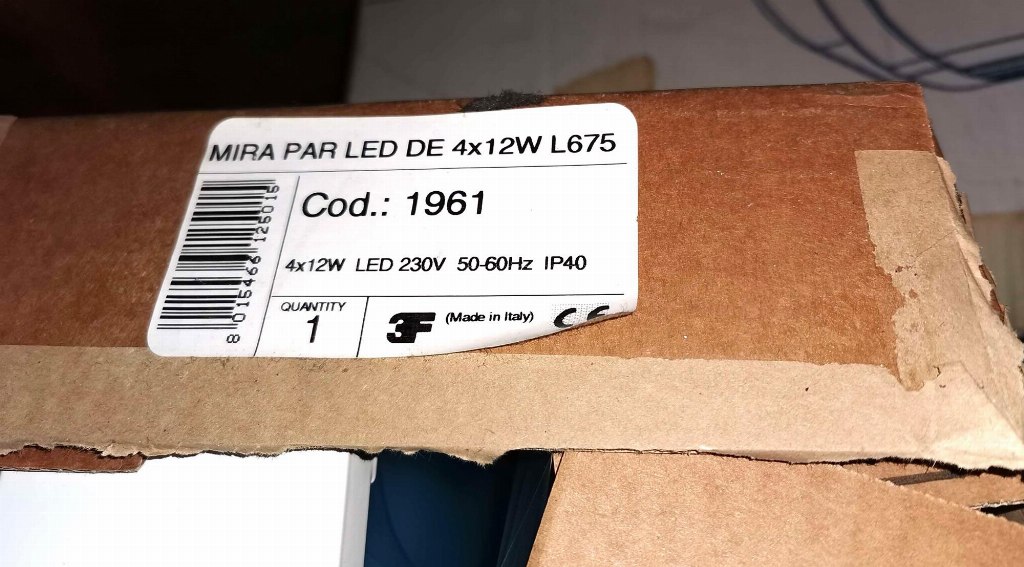 MIRA PAR LED DE 4x12W L675
Cod.: 1961
4x12W LED 230V 50-60Hz IP40
8 015466 125015
QUANTITY
1
3F (Made in Italy) CE